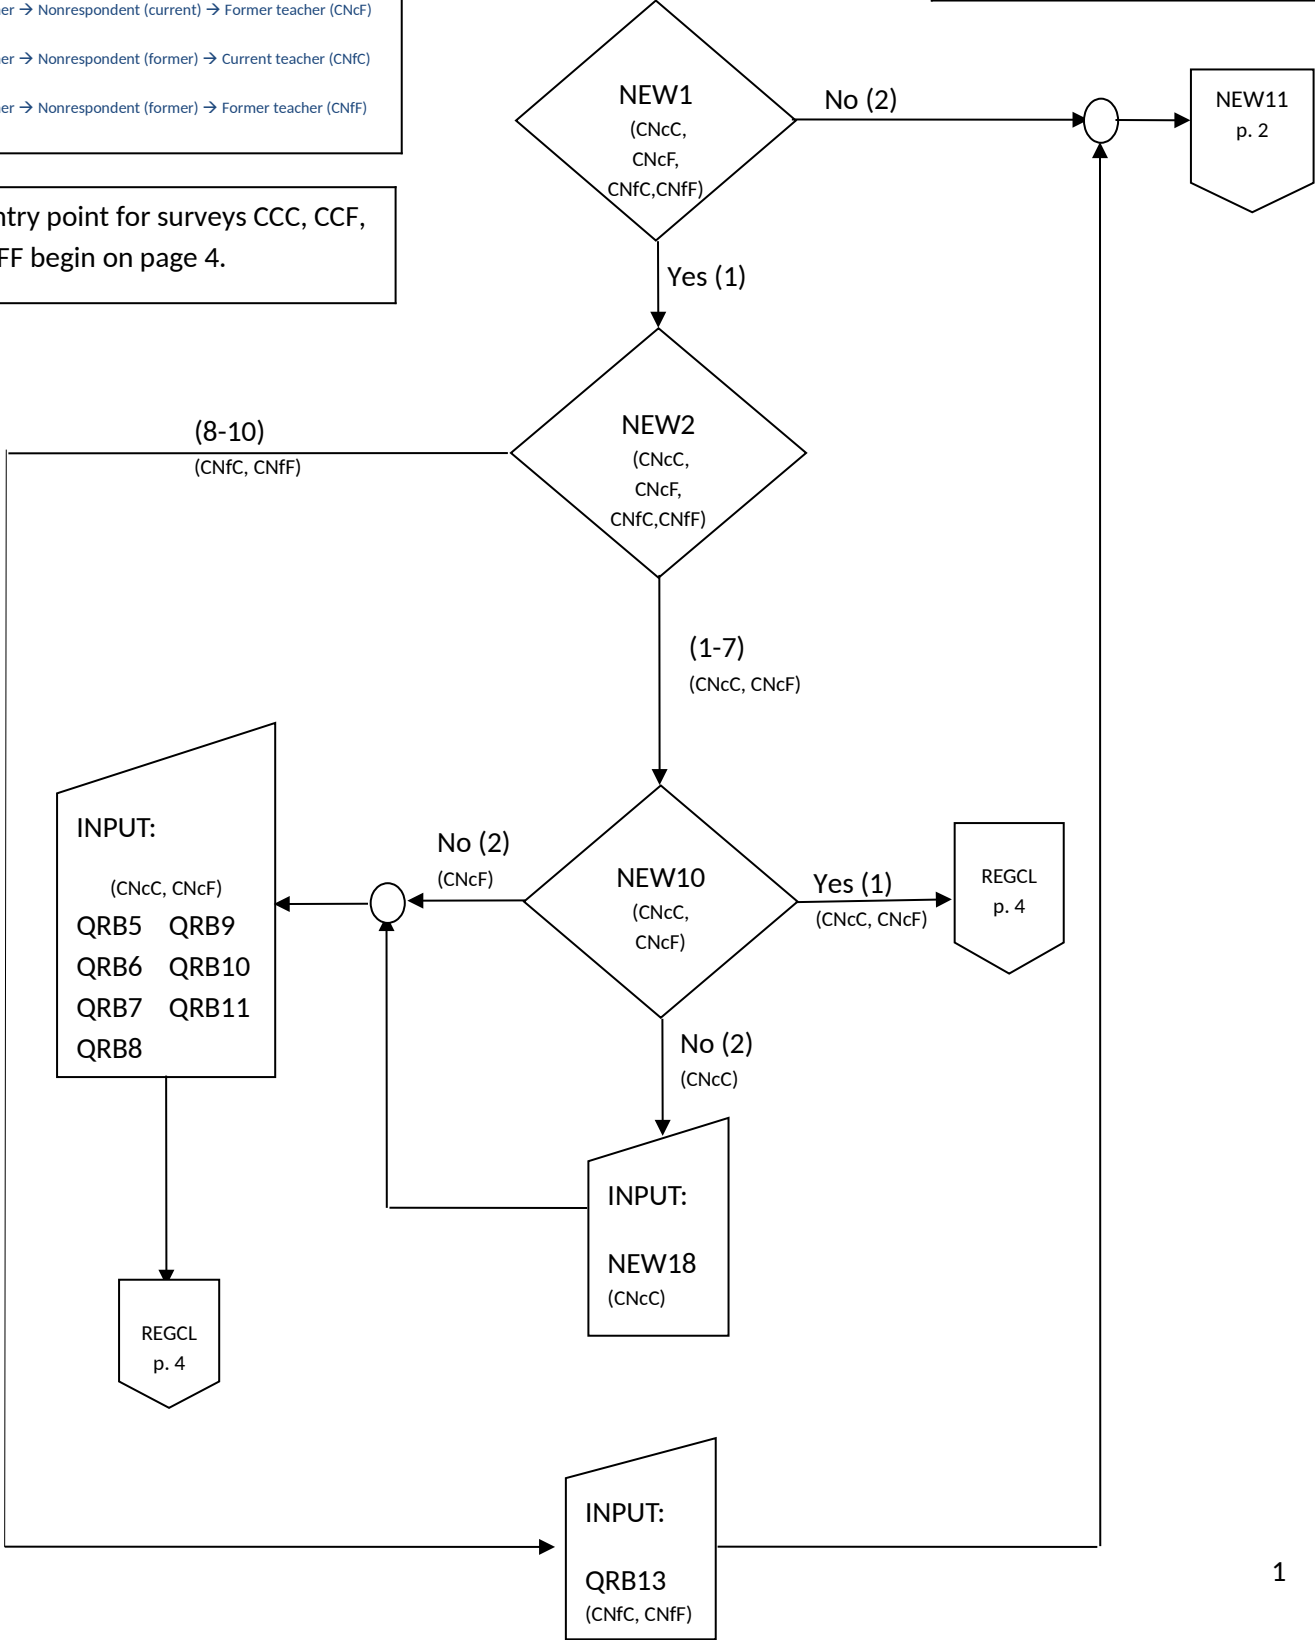 er → Nonrespondent (current) → Former teacher (CNcF)
er → Nonrespondent (former) → Current teacher (CNfC)
er → Nonrespondent (former) → Former teacher (CNfF)
ntry point for surveys CCC, CCF,
FF begin on page 4.
NEW1
(CNcC,
CNcF,
CNfC,CNfF)
No (2)
NEW11
p. 2
Yes (1)
NEW2
(CNcC,
CNcF,
CNfC,CNfF)
(8-10)
(CNfC, CNfF)
(1-7)
(CNcC, CNcF)
INPUT:
(CNcC, CNcF)
QRB5 QRB9
QRB6 QRB10
QRB7 QRB11
QRB8
No (2)
(CNcF)
NEW10
(CNcC,
CNcF)
Yes (1)
(CNcC, CNcF)
REGCL
p. 4
No (2)
(CNcC)
INPUT:
NEW18
(CNcC)
REGCL
p. 4
INPUT:
QRB13
(CNfC, CNfF)
1